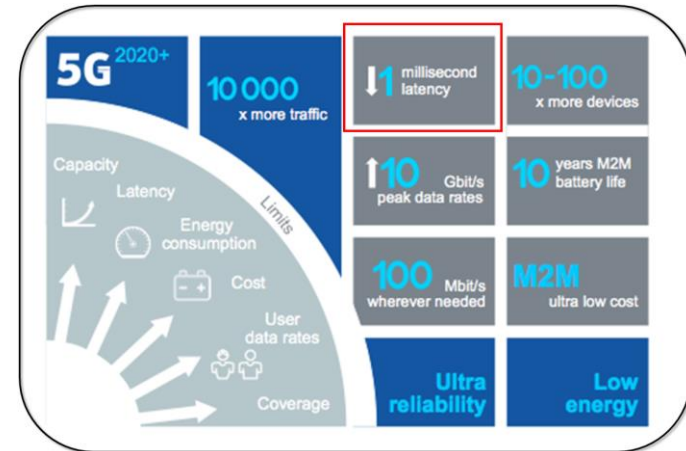 5G 2020+
10 000
x more traffic
1 millisecond
latency
10-100
x more devices
Capacity
Latency
Energy
consumption
Cost
User
data rates
Coverage
Limits
10 Gbit/s
peak data rates
10 years M2M
battery life
100 Mbit/s
wherever needed
M2M
ultra low cost
Ultra
reliability
Low
energy